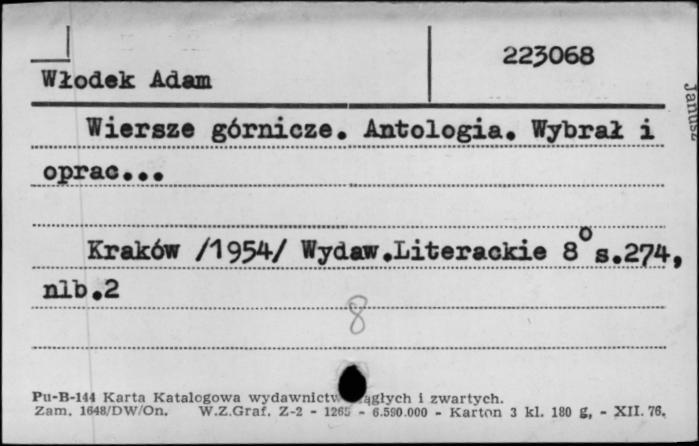 223068
Włodek Adam
Wiersze górnicze. Antologia. Wybrał i
oprac...
Kraków /1954/ Wydaw.Literackie 8° s.274,
nlb.2
8
Pu-B-144 Karta Katalogowa wydawnictw ągłych i zwartych.
Zam. 1648/DW/On. W.Z.Graf. Z-2 - 1265 - 6.590.000 - Karton 3 kl. 180 g, - XII. 76.
Janusz